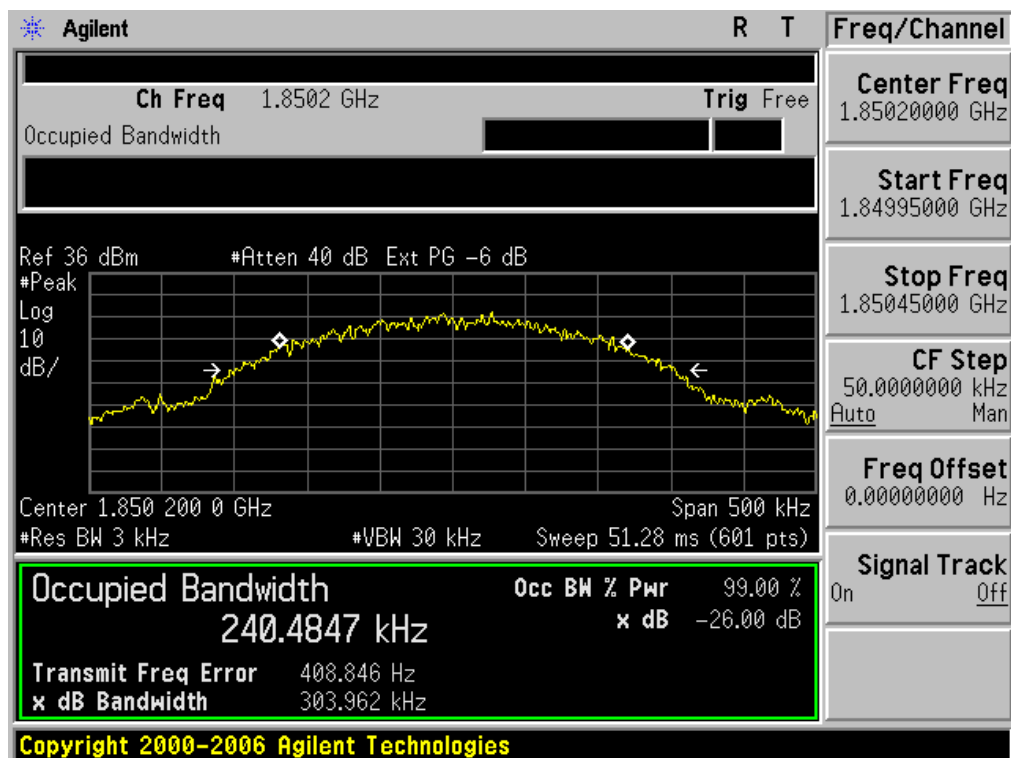 Agilent R T
Freq/Channel
Ch Freq 1.8502 GHz Trig Free
Occupied Bandwidth
Center Freq
1.85020000 GHz
Start Freq
1.84995000 GHz
Ref 36 dBm #Atten 40 dB Ext PG -6 dB
#Peak
Log
10
dB/
Stop Freq
1.85045000 GHz
CF Step
50.0000000 kHz
Auto Man
Center 1.850 200 0 GHz Span 500 kHz
#Res BW 3 kHz #VBW 30 kHz Sweep 51.28 ms (601 pts)
Freq Offset
0.00000000 Hz
Occupied Bandwidth Occ BW % Pwr 99.00 %
240.4847 kHz x dB -26.00 dB
Transmit Freq Error 408.846 Hz
x dB Bandwidth 303.962 kHz
Signal Track
On Off
Copyright 2000-2006 Agilent Technologies